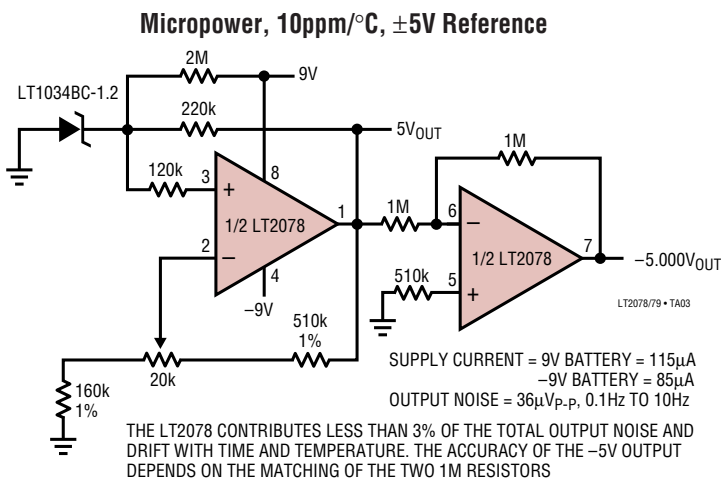 Micropower, 10ppm/°C, ±5V Reference
2M
9V
LT1034BC-1.2
220k
5VOUT
120k
3
+
8
1/2 LT2078
1
2
–
4
–9V
1M
1M
6
–
1/2 LT2078
7
–5.000VOUT
510k
5
+
LT2078/79 • TA03
510k
1%
20k
160k
1%
SUPPLY CURRENT = 9V BATTERY = 115µA
–9V BATTERY = 85µA
OUTPUT NOISE = 36µVP-P, 0.1Hz TO 10Hz
THE LT2078 CONTRIBUTES LESS THAN 3% OF THE TOTAL OUTPUT NOISE AND
DRIFT WITH TIME AND TEMPERATURE. THE ACCURACY OF THE –5V OUTPUT
DEPENDS ON THE MATCHING OF THE TWO 1M RESISTORS